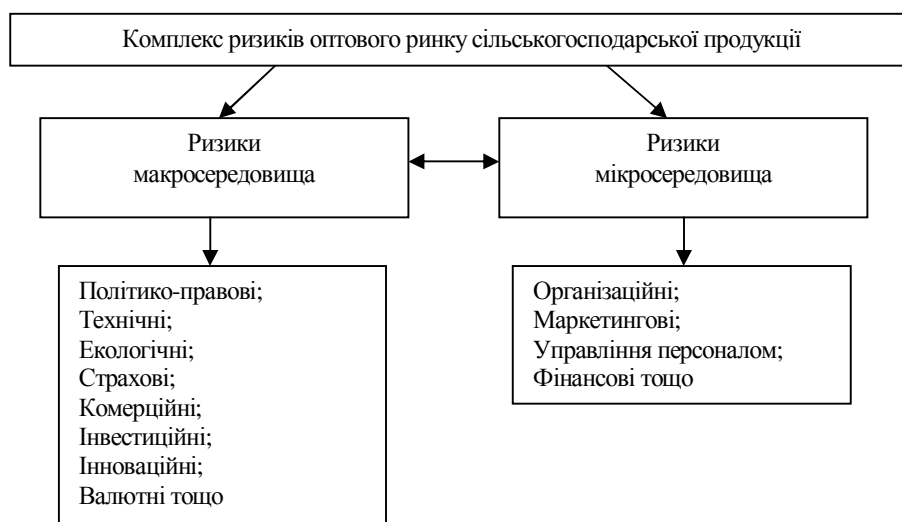 Комплекс ризиків оптового ринку сільськогосподарської продукції
Ризики
макросередовища
Ризики
мікросередовища
Політико-правові;
Технічні;
Екологічні;
Страхові;
Комерційні;
Інвестиційні;
Інноваційні;
Валютні тощо
Організаційні;
Маркетингові;
Управління персоналом;
Фінансові тощо